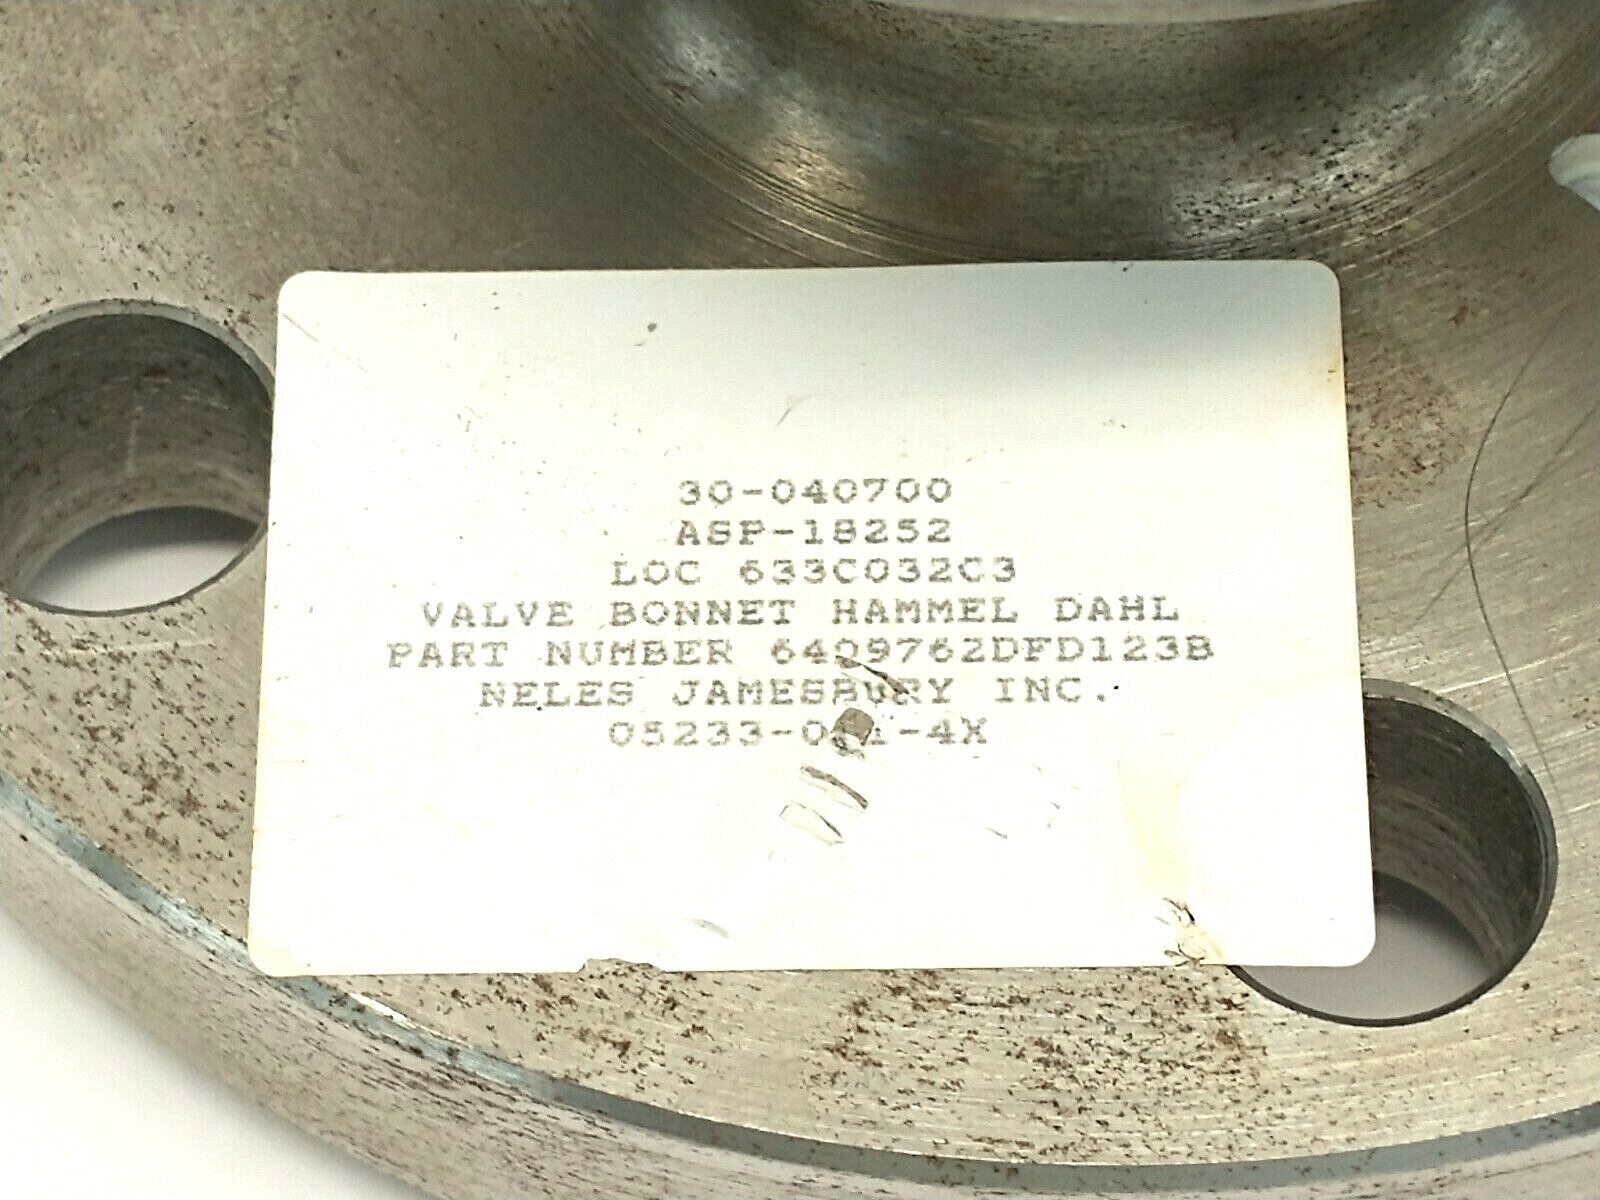 30-040700
ASP-18252
LOC 633C032C3
VALVE BONNET HAMMEL DAHL
PART NUMBER 6409762DFD123B
NELES JAMESBURY INC.